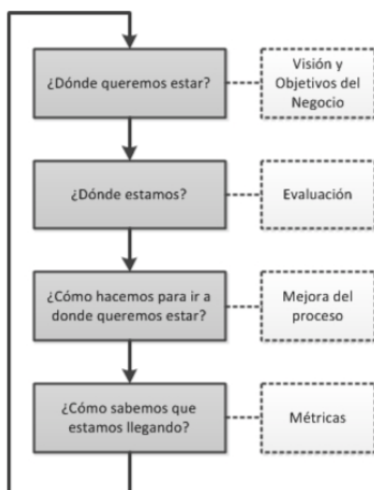 ¿Dónde queremos estar?
Visión y
Objetivos del
Negocio
¿Dónde estamos?
Evaluación
¿Cómo hacemos para ir a
donde queremos estar?
Mejora del
proceso
¿Cómo sabemos que
estamos llegando?
Métricas